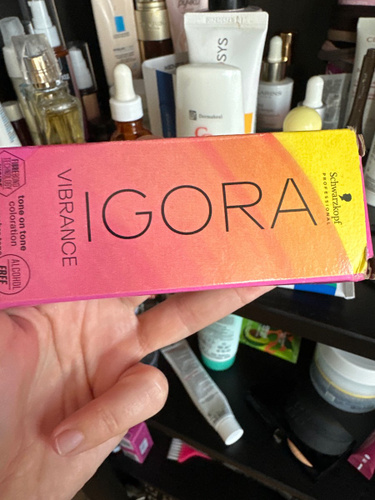 IGORA
VIBRANCE
Schwarzkopf
PROFESSIONAL
tone on tone
coloration
ALCOHOL
FREE
SYS